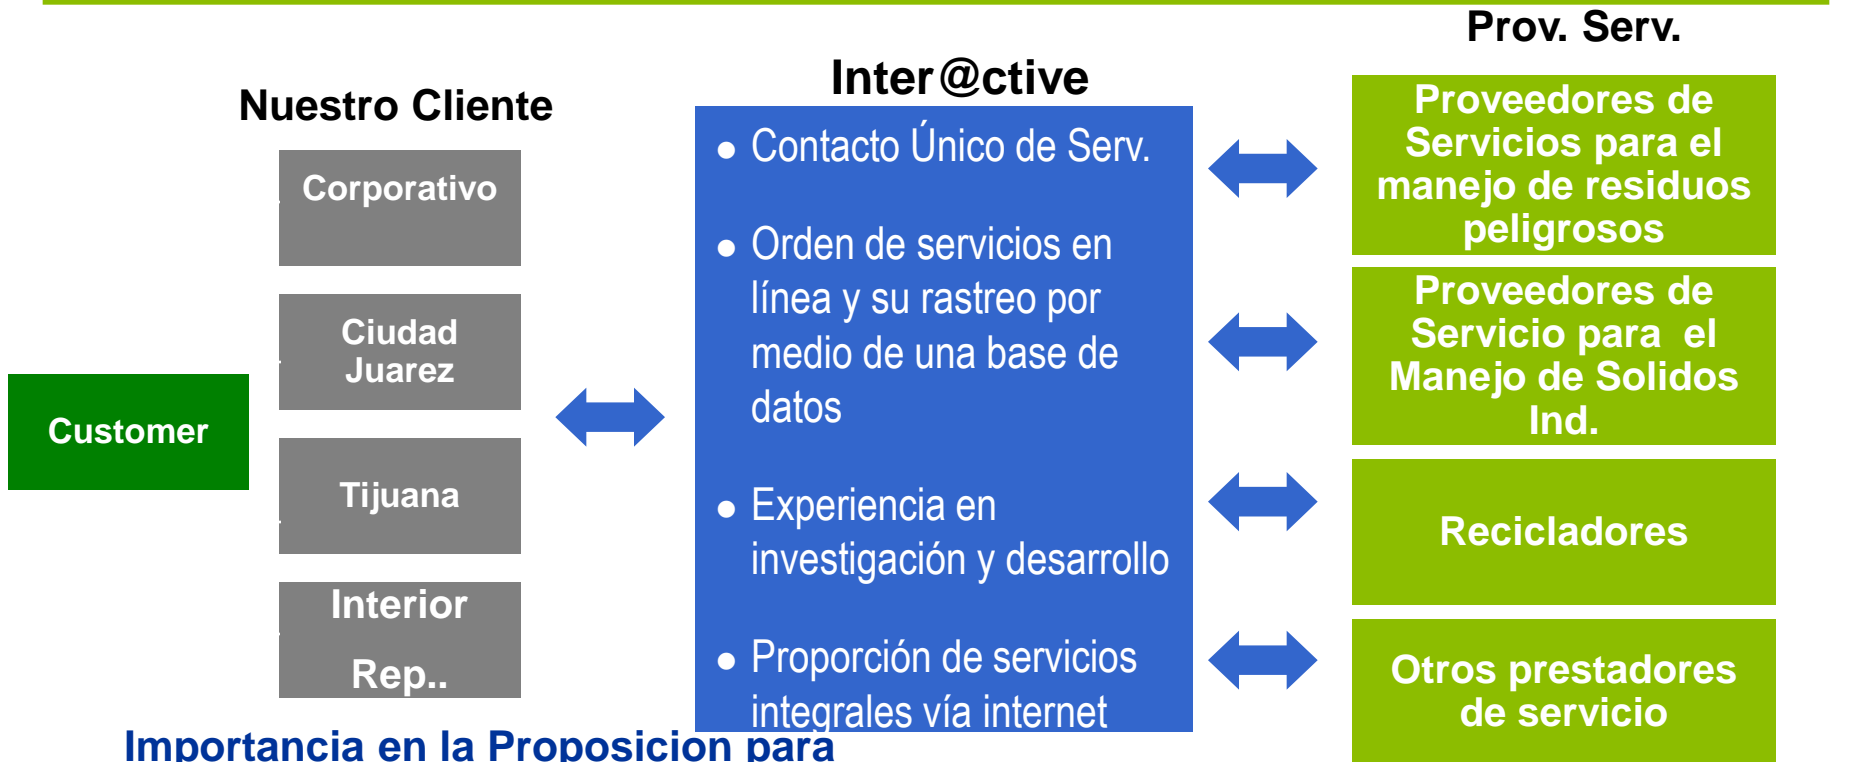 Prov. Serv.
Inter@ctive
Nuestro Cliente
Customer
Corporativo
Ciudad
Juarez
Tijuana
Interior
Rep..
● Contacto Único de Serv.
● Orden de servicios en
línea y su rastreo por
medio de una base de
datos
● Experiencia en
investigación y desarrollo
● Proporción de servicios
integrales vía internet
Proveedores de
Servicios para el
manejo de residuos
peligrosos
Proveedores de
Servicio para el
Manejo de Solidos
Ind.
Recicladores
Otros prestadores
de servicio
Importancia en la Proposicion para